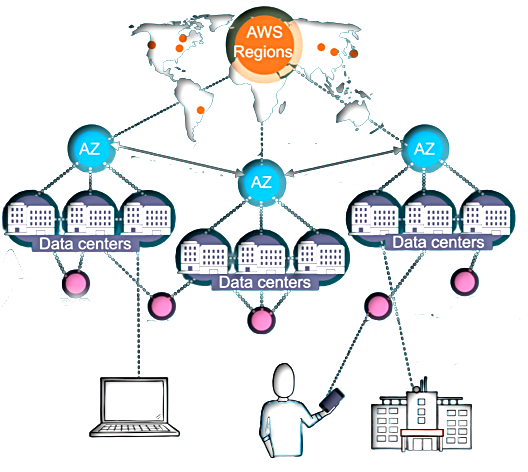 AWS
Regions
AZ
AZ
AZ
Data centers
Data centers
Data centers